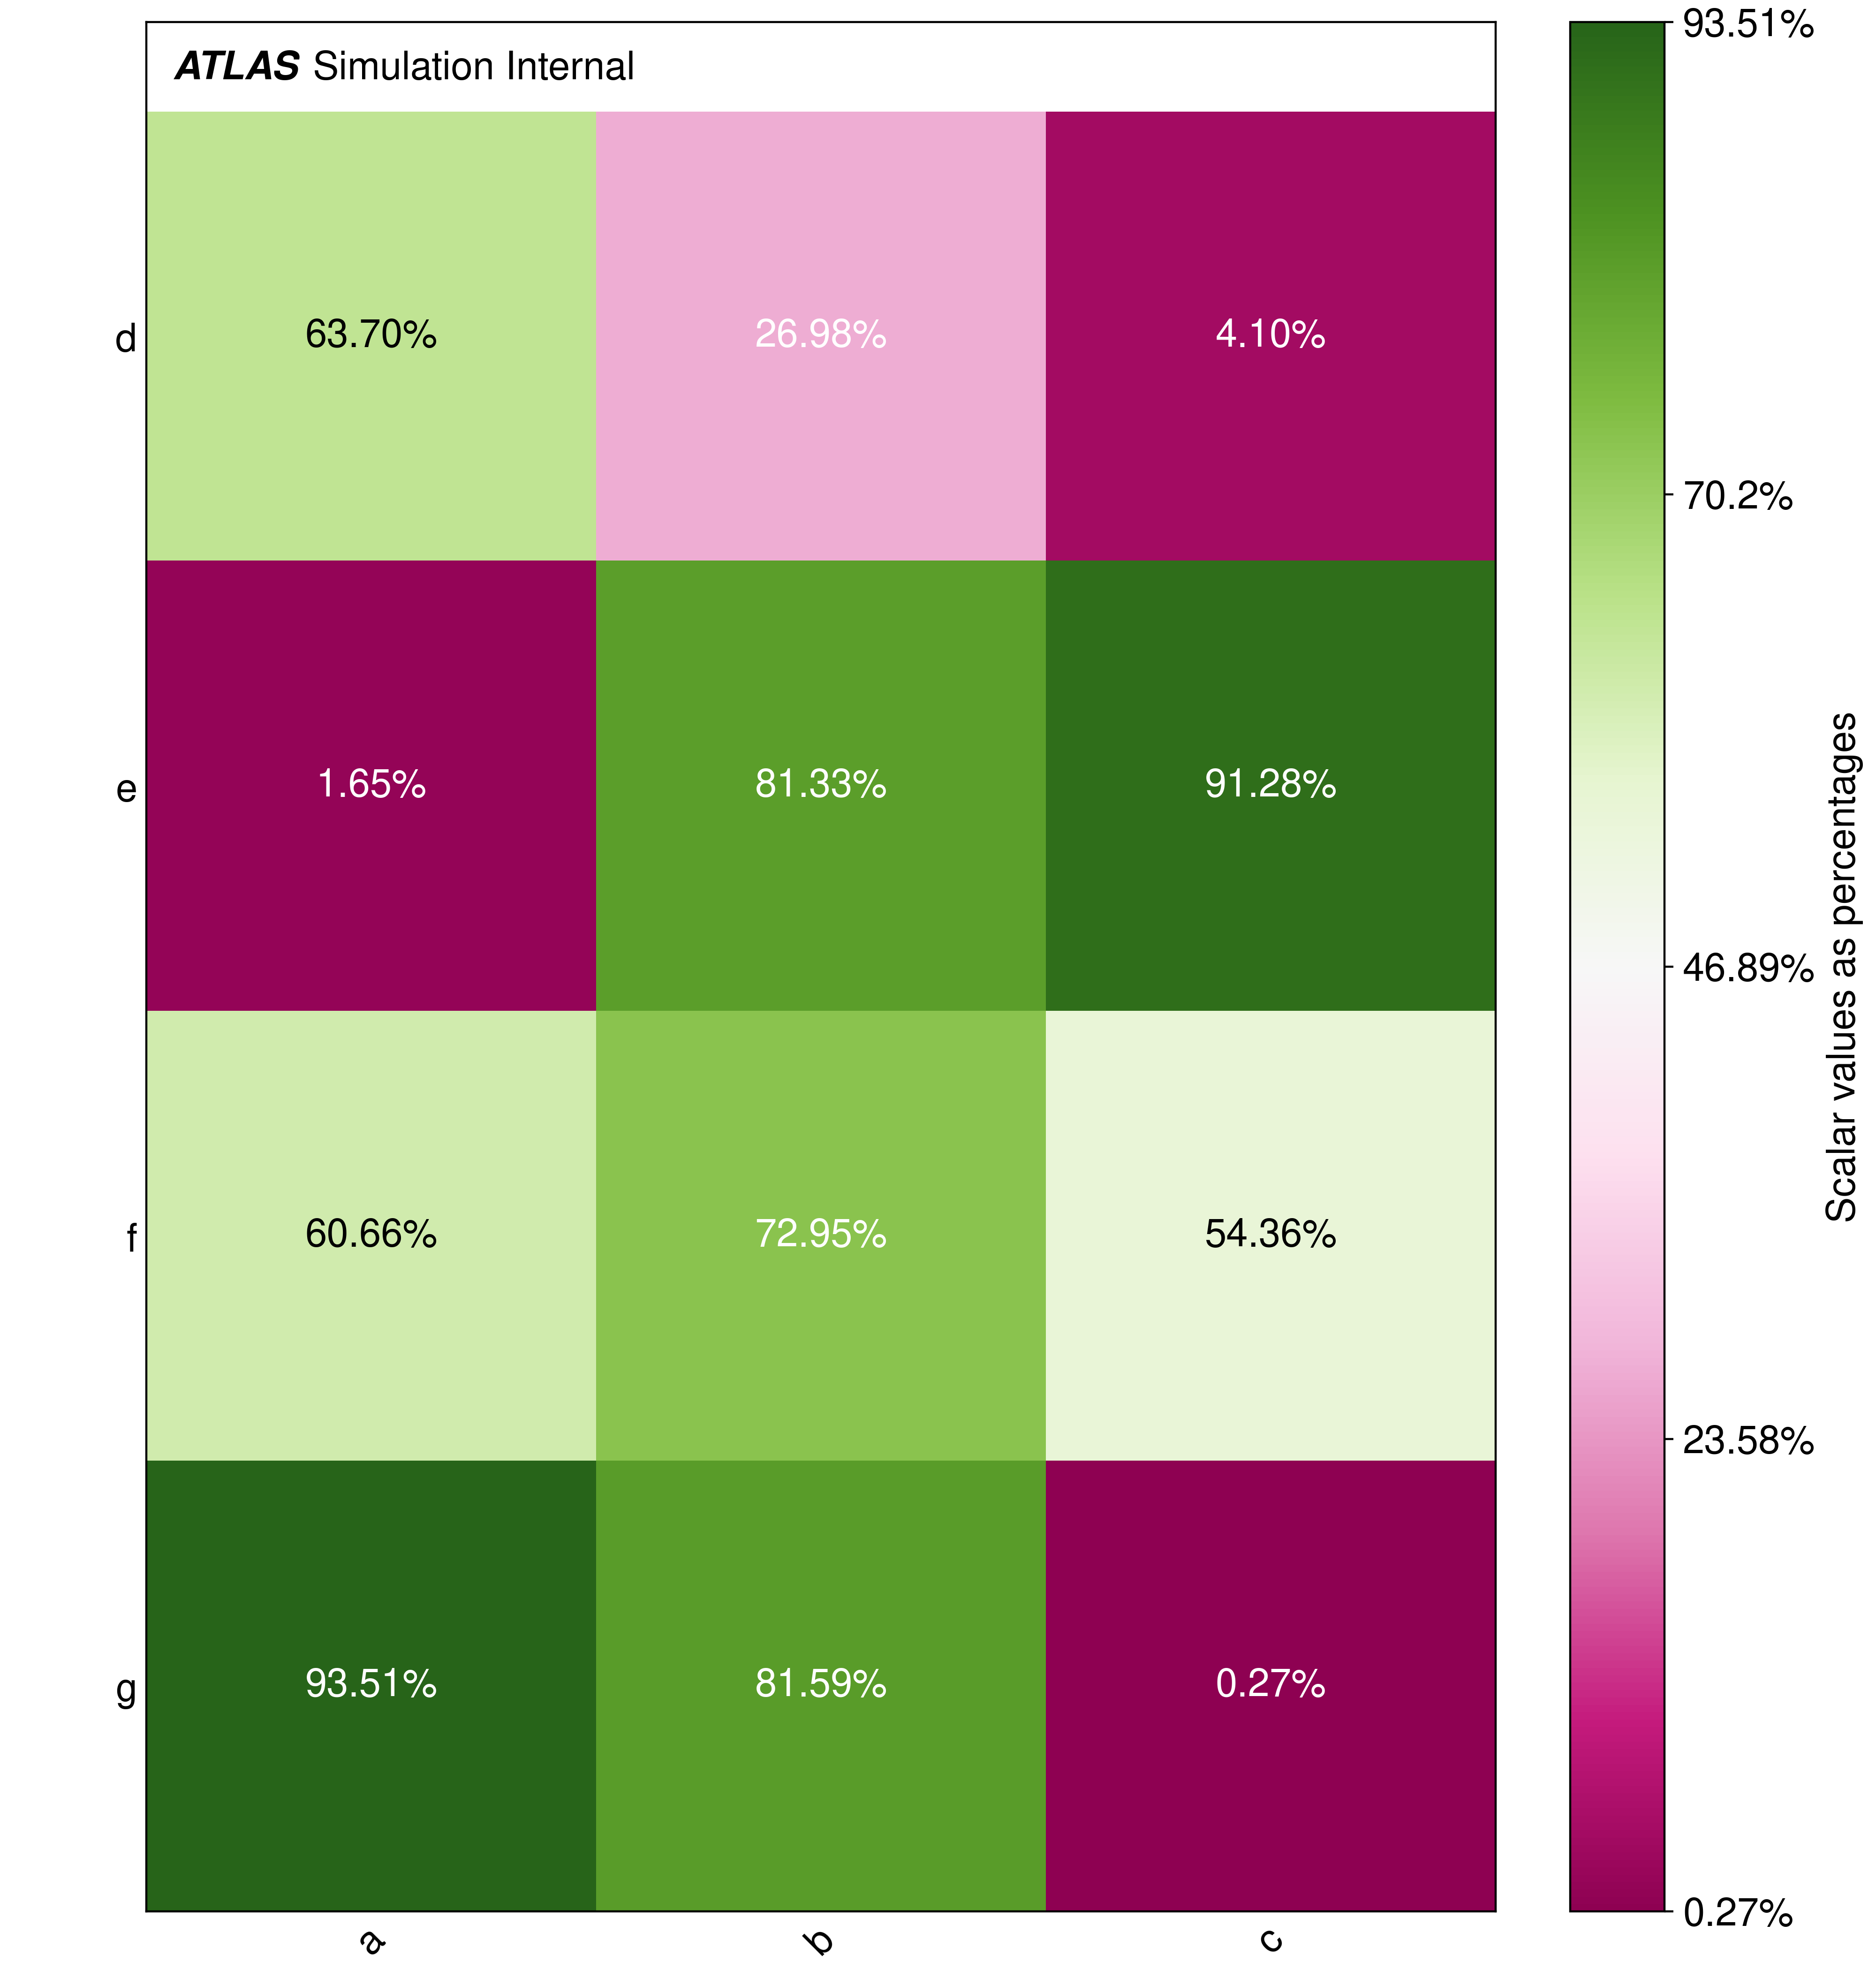 ATLAS Simulation Internal
d 63.70% 26.98% 4.10%
e 1.65% 81.33% 91.28%
f 60.66% 72.95% 54.36%
g 93.51% 81.59% 0.27%
a b c
93.51%
70.2%
46.89%
23.58%
0.27%
Scalar values as percentages